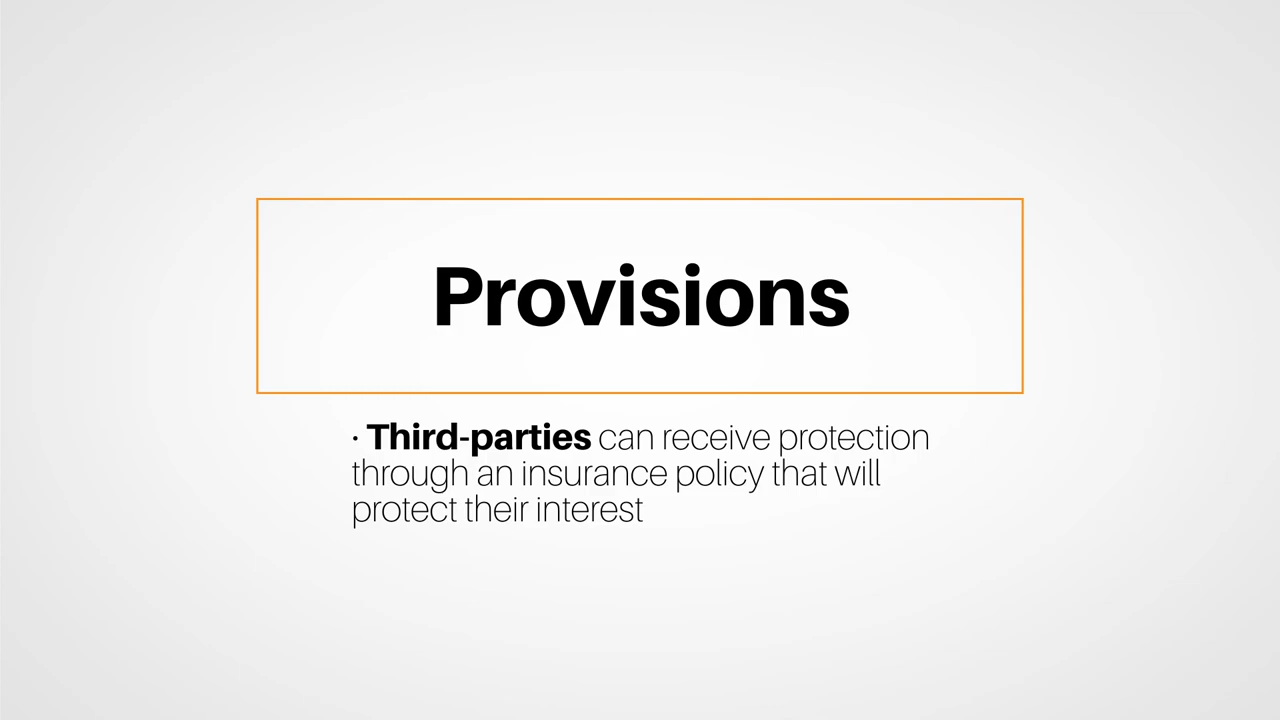 Provisions
· Third-parties can receive protection
through an insurance policy that will
protect their interest